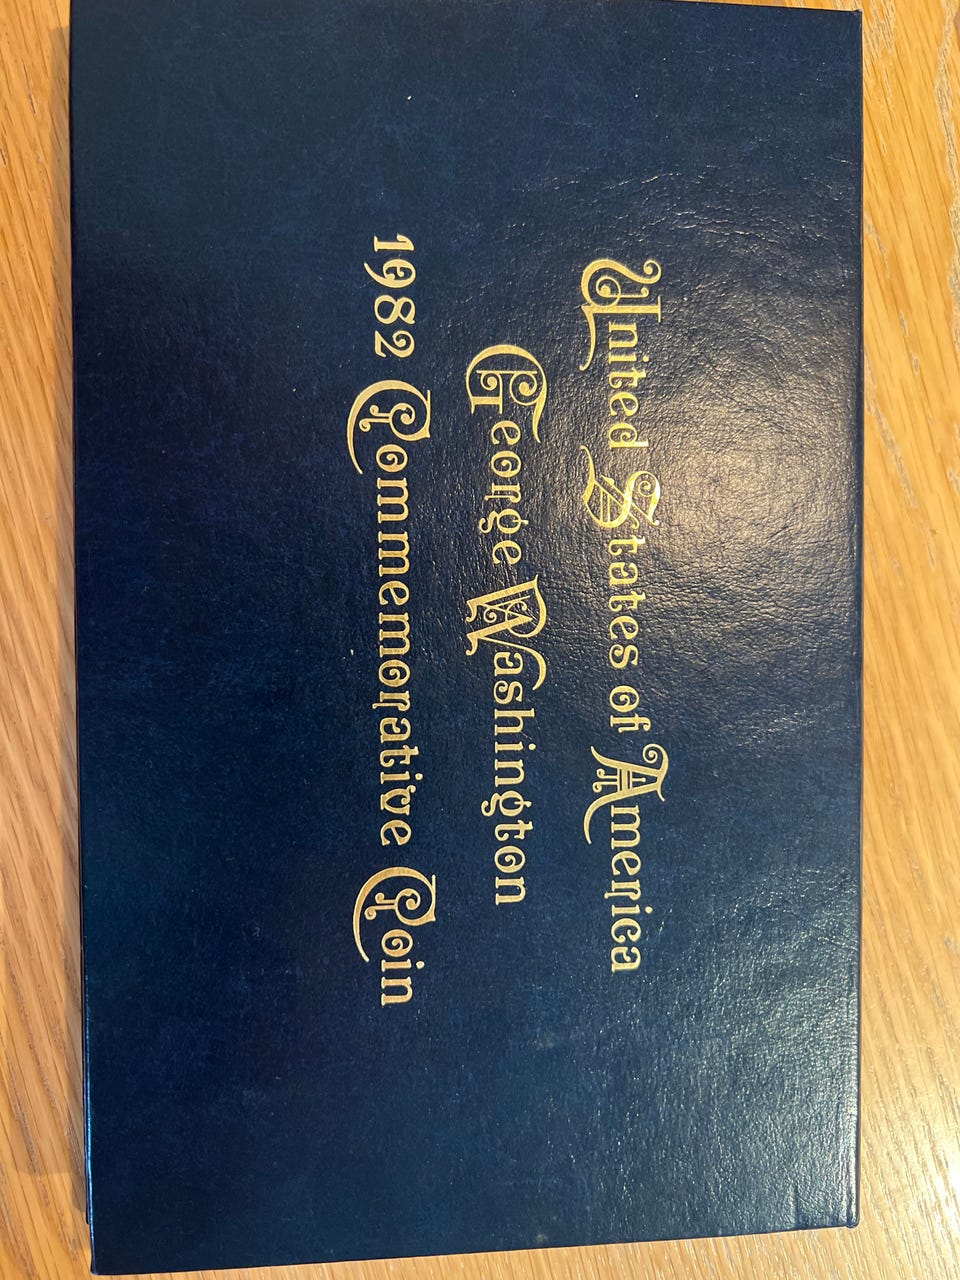 United States of America
George Washington
1982 Commemorative Coin